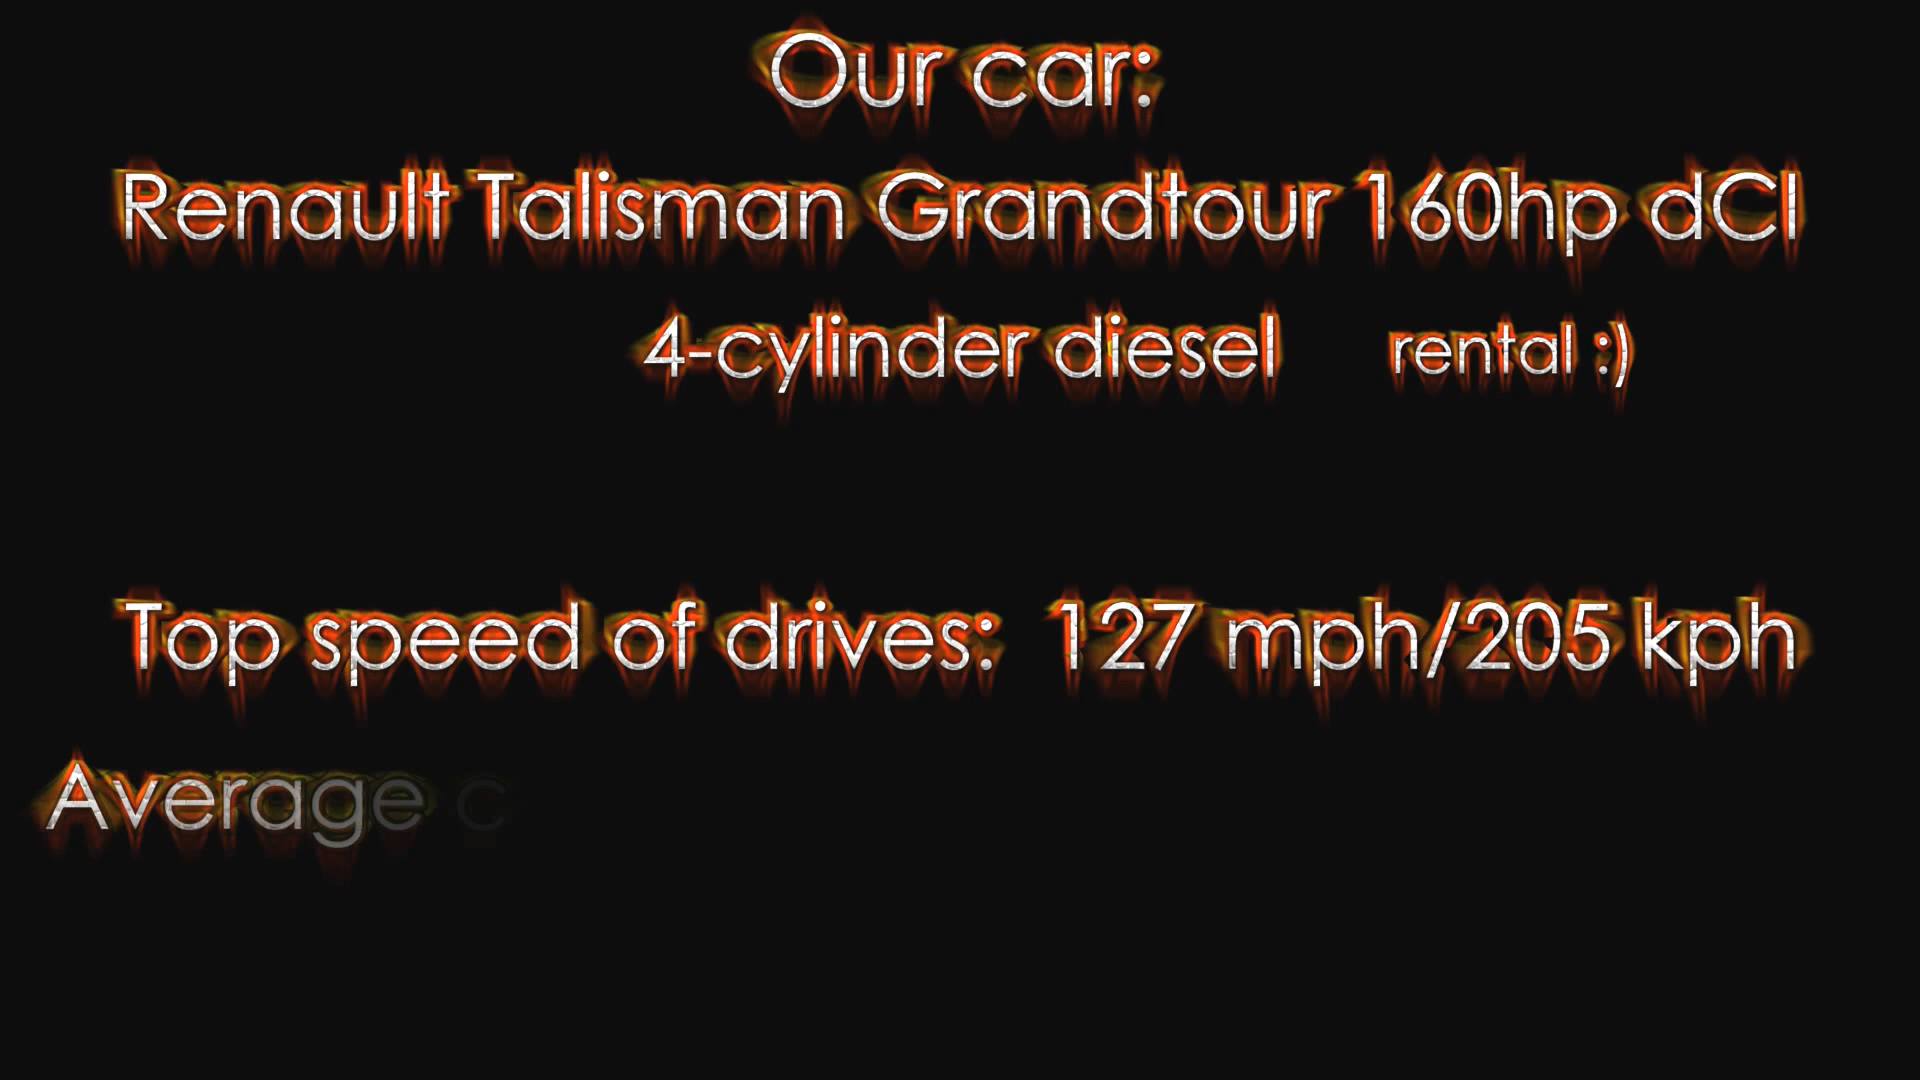 Our car:
Renault Talisman Grandtour 160hp dCI
4-cylinder diesel rental :)
Top speed of drives: 127 mph/205 kph
Average c